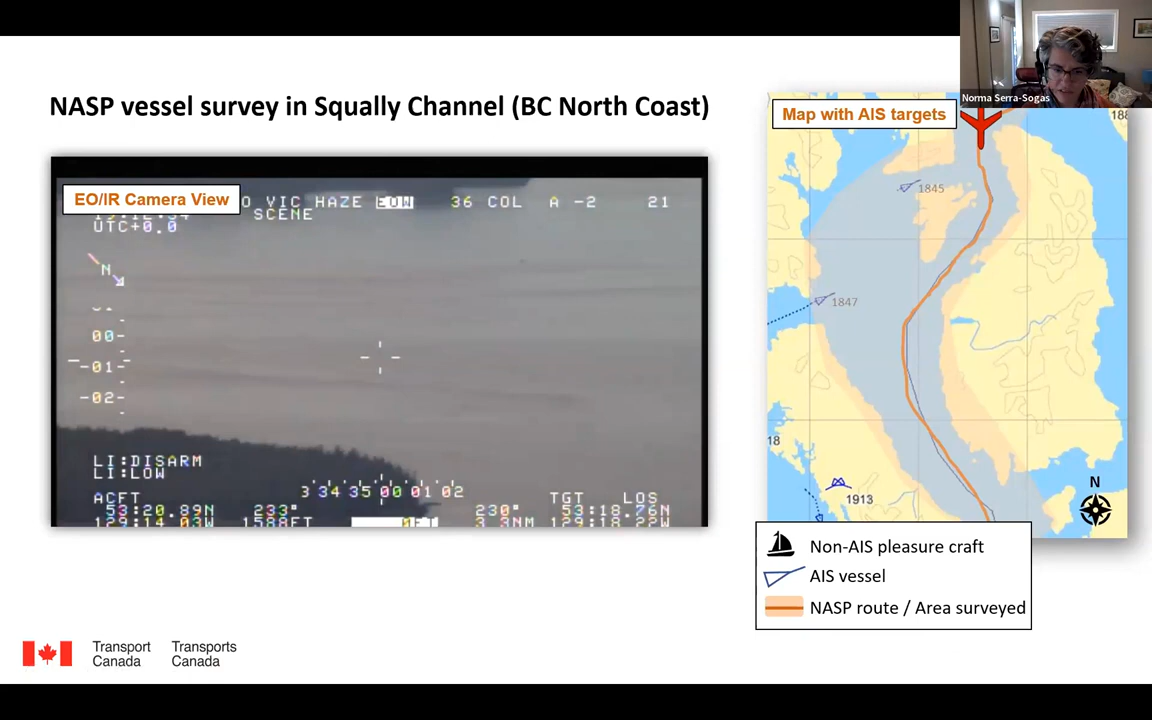 Norma Serra-Sogas
NASP vessel survey in Squally Channel (BC North Coast)
EO/IR Camera View
O VIC HAZE EOW 36 COL A -2 21
SCENE
UTC+0.0
N
00-
-01-
-02-
LI:DISARM
LI:LOW
3 34 35 00 01 02
ACFT TGT LOS
53:20.89N 233° 230° 53:18.76N
129:14.03W 1588FT 0FT 3.3NM 129:18.22W
Map with AIS targets
188
1845
1847
18
1913
N
Non-AIS pleasure craft
AIS vessel
NASP route / Area surveyed
Transport Canada
Transports Canada